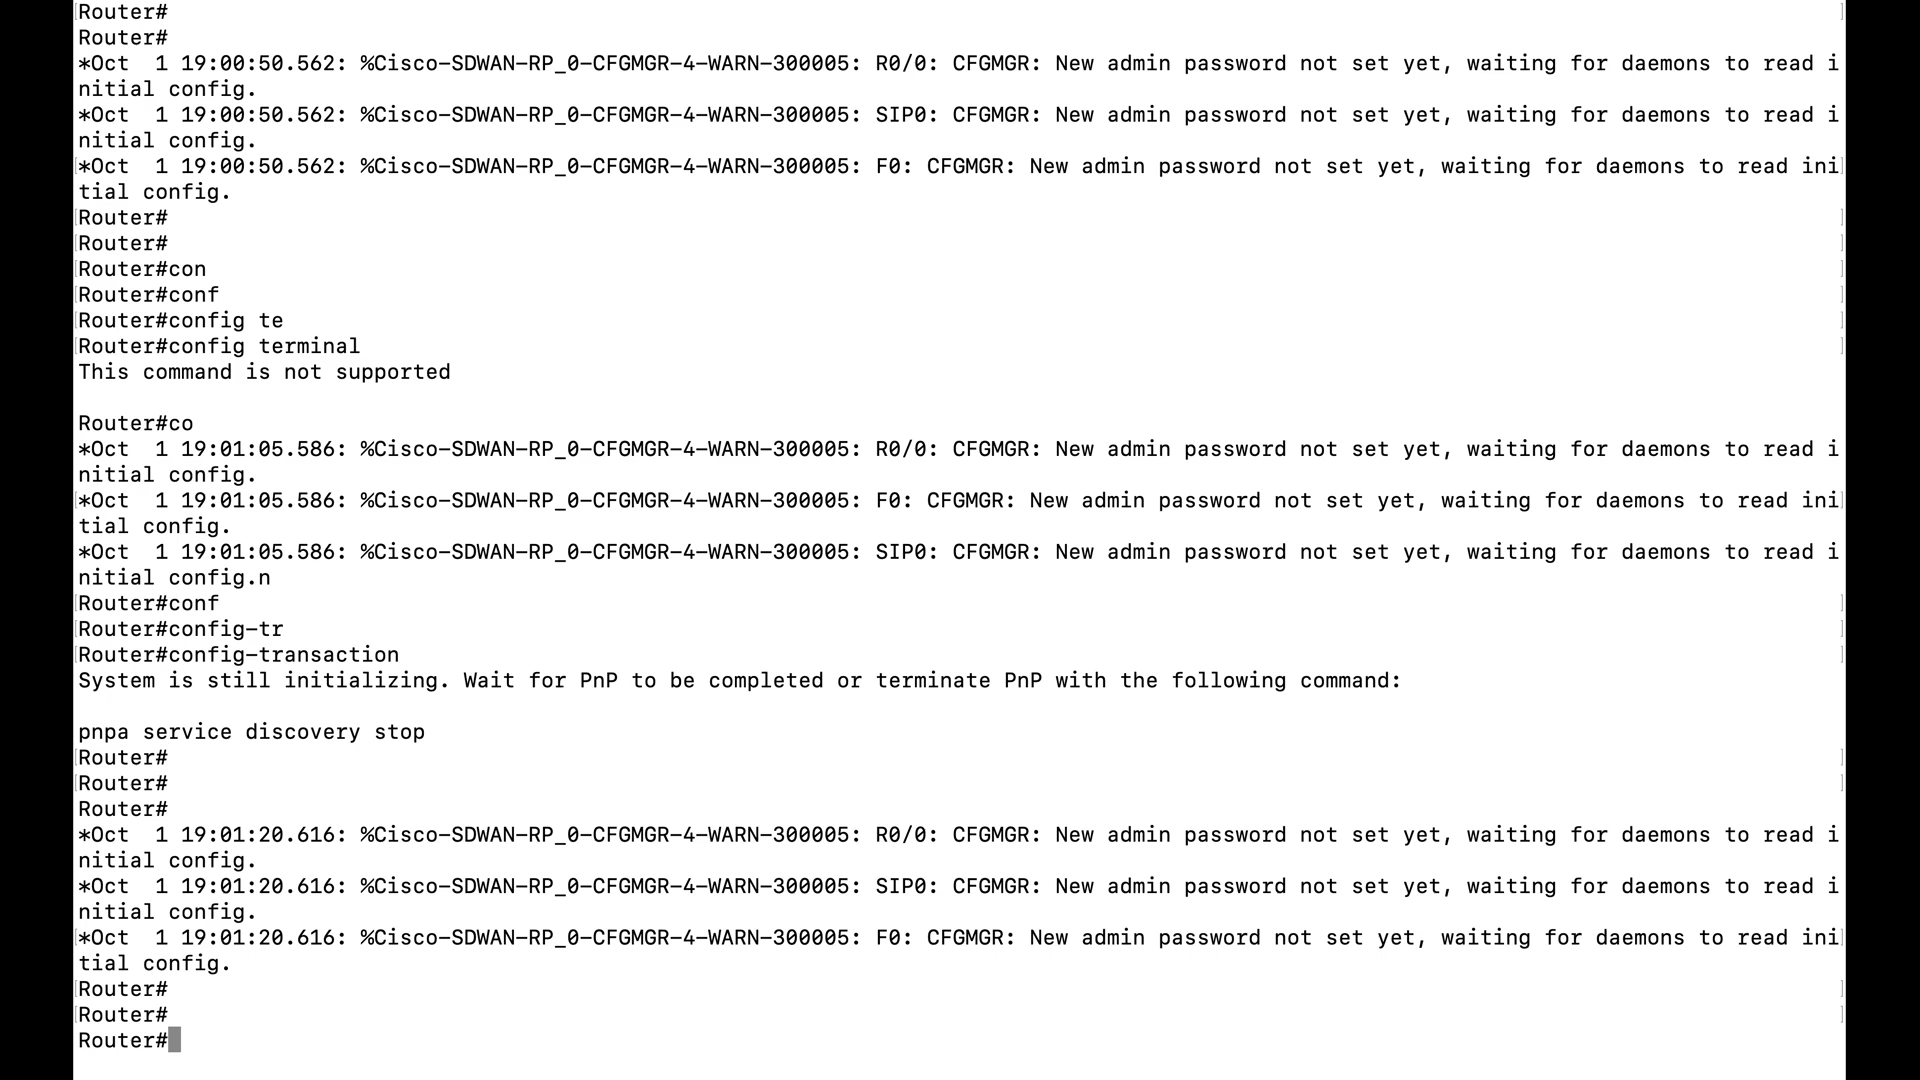 Router#
Router#
*Oct  1 19:00:50.562: %Cisco-SDWAN-RP_0-CFGMGR-4-WARN-300005: R0/0: CFGMGR: New admin password not set yet, waiting for daemons to read i
nitial config.
*Oct  1 19:00:50.562: %Cisco-SDWAN-RP_0-CFGMGR-4-WARN-300005: SIP0: CFGMGR: New admin password not set yet, waiting for daemons to read i
nitial config.
*Oct  1 19:00:50.562: %Cisco-SDWAN-RP_0-CFGMGR-4-WARN-300005: F0: CFGMGR: New admin password not set yet, waiting for daemons to read ini
tial config.
Router#
Router#
Router#con
Router#conf
Router#config te
Router#config terminal
This command is not supported
Router#co
*Oct  1 19:01:05.586: %Cisco-SDWAN-RP_0-CFGMGR-4-WARN-300005: R0/0: CFGMGR: New admin password not set yet, waiting for daemons to read i
nitial config.
*Oct  1 19:01:05.586: %Cisco-SDWAN-RP_0-CFGMGR-4-WARN-300005: F0: CFGMGR: New admin password not set yet, waiting for daemons to read ini
tial config.
*Oct  1 19:01:05.586: %Cisco-SDWAN-RP_0-CFGMGR-4-WARN-300005: SIP0: CFGMGR: New admin password not set yet, waiting for daemons to read i
nitial config.n
Router#conf
Router#config-tr
Router#config-transaction
System is still initializing. Wait for PnP to be completed or terminate PnP with the following command:
pnpa service discovery stop
Router#
Router#
Router#
*Oct  1 19:01:20.616: %Cisco-SDWAN-RP_0-CFGMGR-4-WARN-300005: R0/0: CFGMGR: New admin password not set yet, waiting for daemons to read i
nitial config.
*Oct  1 19:01:20.616: %Cisco-SDWAN-RP_0-CFGMGR-4-WARN-300005: SIP0: CFGMGR: New admin password not set yet, waiting for daemons to read i
nitial config.
*Oct  1 19:01:20.616: %Cisco-SDWAN-RP_0-CFGMGR-4-WARN-300005: F0: CFGMGR: New admin password not set yet, waiting for daemons to read ini
tial config.
Router#
Router#
Router#